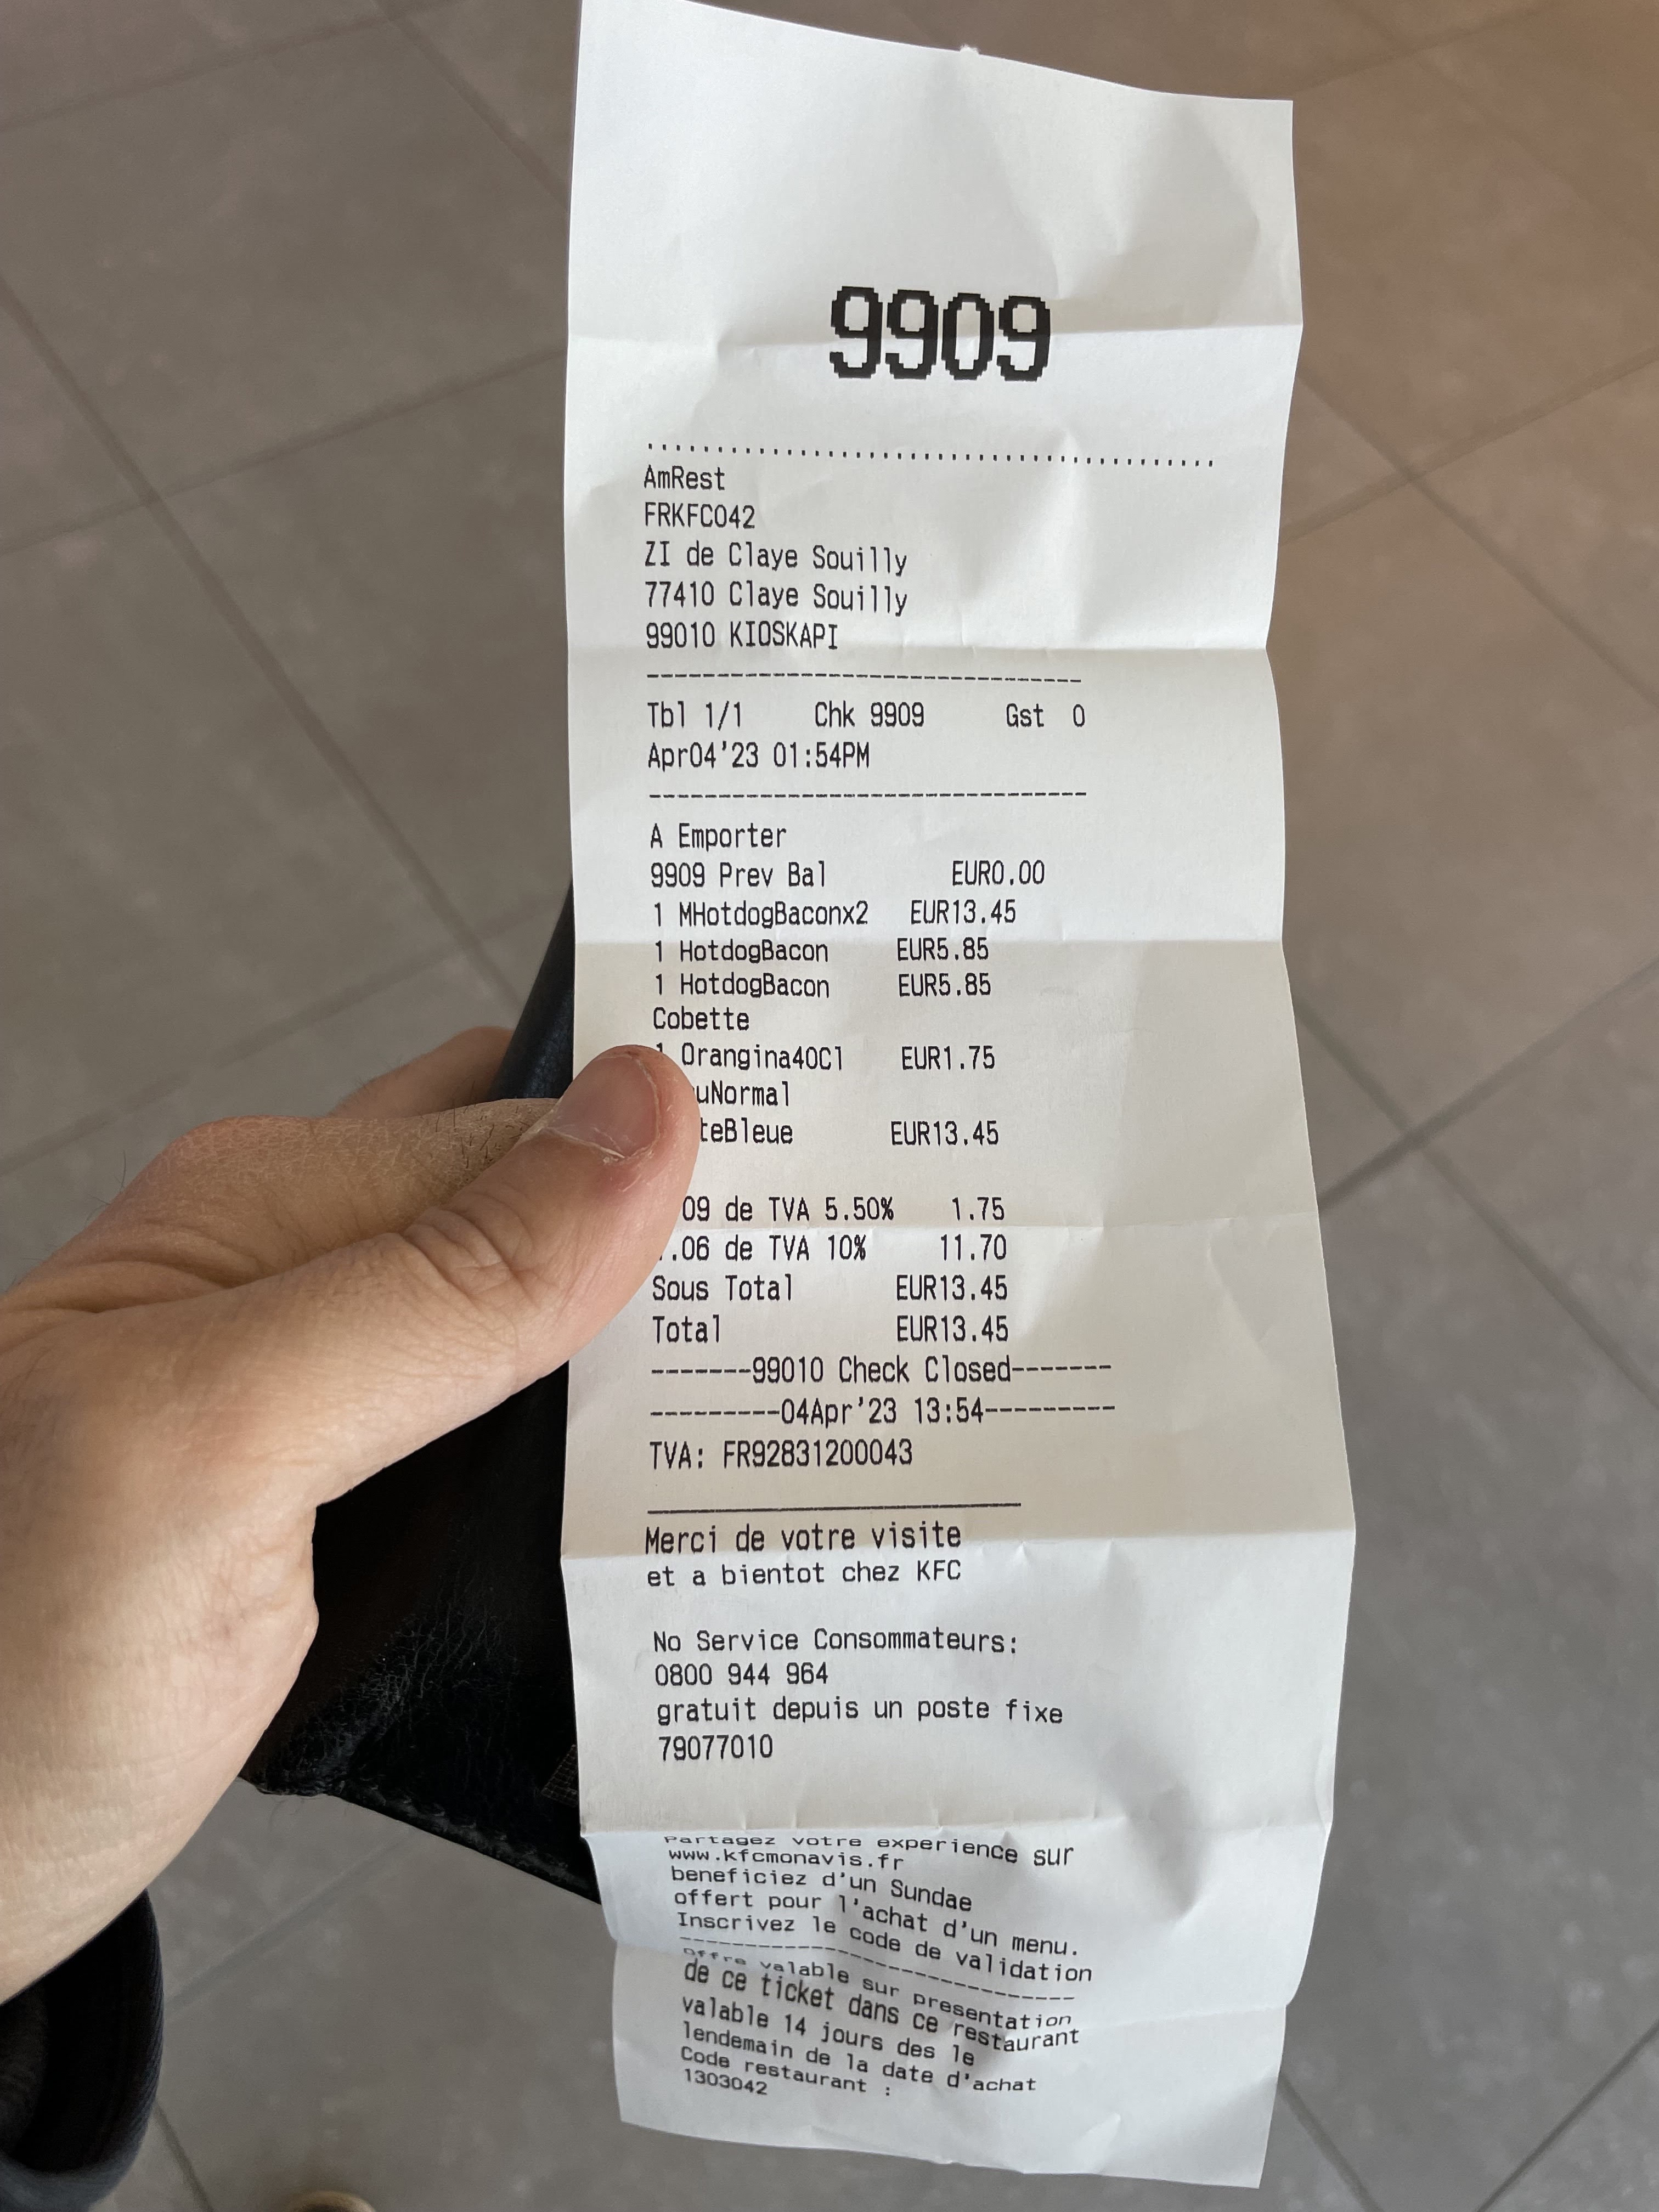 9909
AmRest
FRKFC042
ZI de Claye Souilly
77410 Claye Souilly
99010 KIOSKAPI
--------------------------------
Tbl 1/1 Chk 9909 Gst 0
Apr04'23 01:54PM
--------------------------------
A Emporter
9909 Prev Bal EUR0.00
1 MHotdogBaconx2 EUR13.45
1 HotdogBacon EUR5.85
1 HotdogBacon EUR5.85
Cobette
1 Orangina40Cl EUR1.75
uNormal
teBleue EUR13.45
09 de TVA 5.50% 1.75
.06 de TVA 10% 11.70
Sous Total EUR13.45
Total EUR13.45
-------99010 Check Closed-------
---------04Apr'23 13:54---------
TVA: FR92831200043
Merci de votre visite
et a bientot chez KFC
No Service Consommateurs:
0800 944 964
gratuit depuis un poste fixe
79077010
Partagez votre experience sur
www.kfcmonavis.fr
beneficiez d'un Sundae
offert pour l'achat d'un menu.
Inscrivez le code de validation
--------------------------------
Offre valable sur presentation
de ce ticket dans ce restaurant
valable 14 jours des le
lendemain de la date d'achat
Code restaurant :
1303042